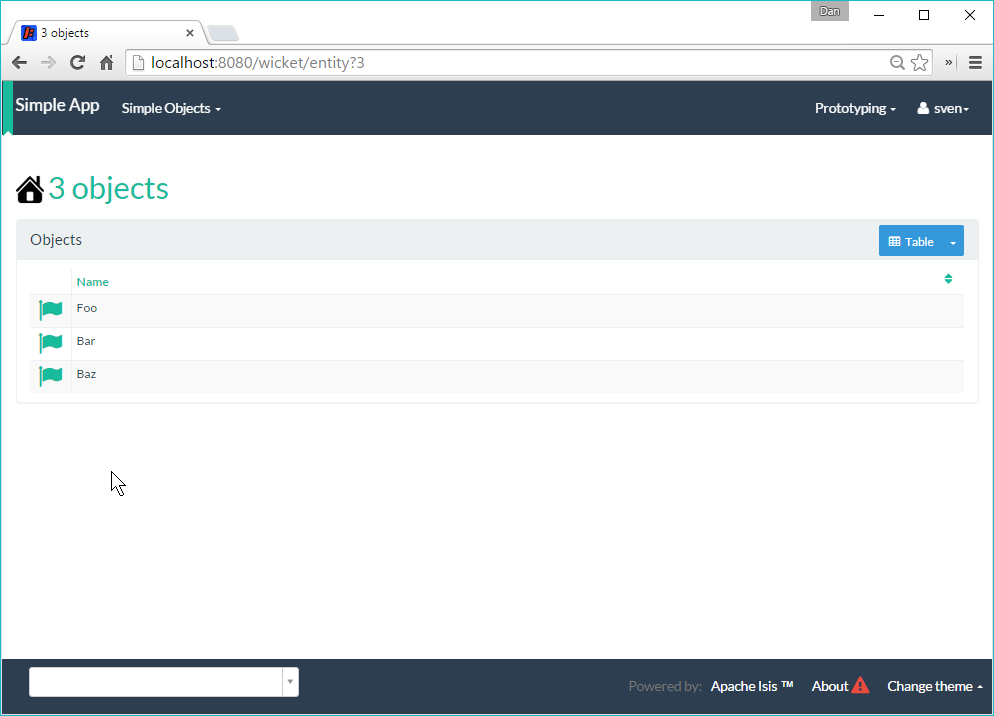 Dan
3 objects
localhost:8080/wicket/entity?3
Simple App Simple Objects Prototyping sven
3 objects
Objects Table
Name
Foo
Bar
Baz
Powered by: Apache Isis ™ About Change theme